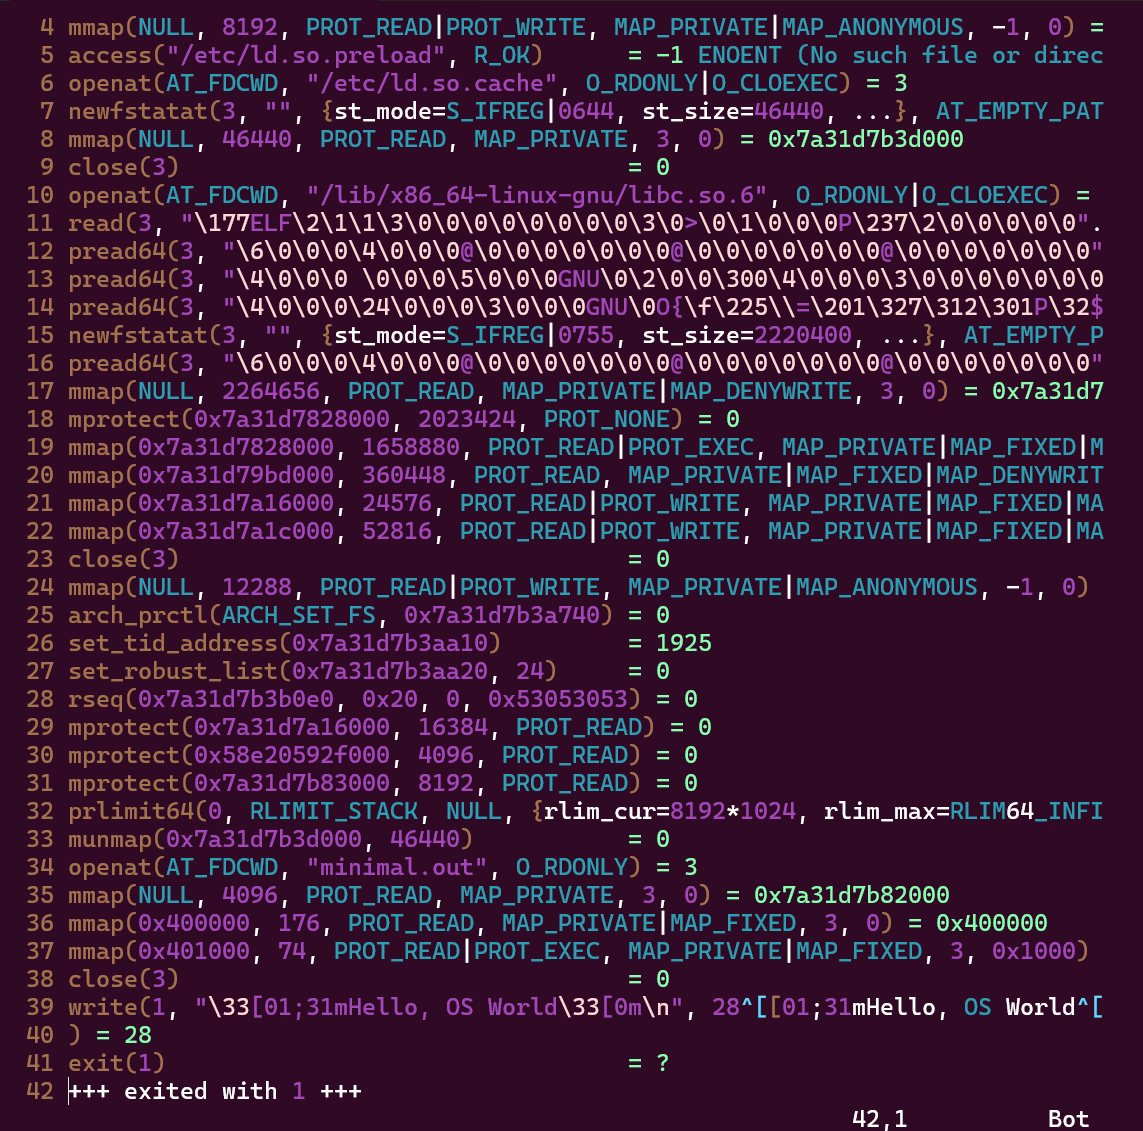 4 mmap(NULL, 8192, PROT_READ|PROT_WRITE, MAP_PRIVATE|MAP_ANONYMOUS, -1, 0) =
5 access("/etc/ld.so.preload", R_OK)      = -1 ENOENT (No such file or direc
6 openat(AT_FDCWD, "/etc/ld.so.cache", O_RDONLY|O_CLOEXEC) = 3
7 newfstatat(3, "", {st_mode=S_IFREG|0644, st_size=46440, ...}, AT_EMPTY_PAT
8 mmap(NULL, 46440, PROT_READ, MAP_PRIVATE, 3, 0) = 0x7a31d7b3d000
9 close(3)                                = 0
10 openat(AT_FDCWD, "/lib/x86_64-linux-gnu/libc.so.6", O_RDONLY|O_CLOEXEC) =
11 read(3, "\177ELF\2\1\1\3\0\0\0\0\0\0\0\0\3\0>\0\1\0\0\0P\237\2\0\0\0\0\0".
12 pread64(3, "\6\0\0\0\4\0\0\0@\0\0\0\0\0\0\0@\0\0\0\0\0\0\0@\0\0\0\0\0\0\0"
13 pread64(3, "\4\0\0\0 \0\0\0\5\0\0\0GNU\0\2\0\0\300\4\0\0\0\3\0\0\0\0\0\0\0
14 pread64(3, "\4\0\0\0\24\0\0\0\3\0\0\0GNU\0O{\f\225\\=\201\327\312\301P\32$
15 newfstatat(3, "", {st_mode=S_IFREG|0755, st_size=2220400, ...}, AT_EMPTY_P
16 pread64(3, "\6\0\0\0\4\0\0\0@\0\0\0\0\0\0\0@\0\0\0\0\0\0\0@\0\0\0\0\0\0\0"
17 mmap(NULL, 2264656, PROT_READ, MAP_PRIVATE|MAP_DENYWRITE, 3, 0) = 0x7a31d7
18 mprotect(0x7a31d7828000, 2023424, PROT_NONE) = 0
19 mmap(0x7a31d7828000, 1658880, PROT_READ|PROT_EXEC, MAP_PRIVATE|MAP_FIXED|M
20 mmap(0x7a31d79bd000, 360448, PROT_READ, MAP_PRIVATE|MAP_FIXED|MAP_DENYWRIT
21 mmap(0x7a31d7a16000, 24576, PROT_READ|PROT_WRITE, MAP_PRIVATE|MAP_FIXED|MA
22 mmap(0x7a31d7a1c000, 52816, PROT_READ|PROT_WRITE, MAP_PRIVATE|MAP_FIXED|MA
23 close(3)                                = 0
24 mmap(NULL, 12288, PROT_READ|PROT_WRITE, MAP_PRIVATE|MAP_ANONYMOUS, -1, 0)
25 arch_prctl(ARCH_SET_FS, 0x7a31d7b3a740) = 0
26 set_tid_address(0x7a31d7b3aa10)         = 1925
27 set_robust_list(0x7a31d7b3aa20, 24)     = 0
28 rseq(0x7a31d7b3b0e0, 0x20, 0, 0x53053053) = 0
29 mprotect(0x7a31d7a16000, 16384, PROT_READ) = 0
30 mprotect(0x58e20592f000, 4096, PROT_READ) = 0
31 mprotect(0x7a31d7b83000, 8192, PROT_READ) = 0
32 prlimit64(0, RLIMIT_STACK, NULL, {rlim_cur=8192*1024, rlim_max=RLIM64_INFI
33 munmap(0x7a31d7b3d000, 46440)           = 0
34 openat(AT_FDCWD, "minimal.out", O_RDONLY) = 3
35 mmap(NULL, 4096, PROT_READ, MAP_PRIVATE, 3, 0) = 0x7a31d7b82000
36 mmap(0x400000, 176, PROT_READ, MAP_PRIVATE|MAP_FIXED, 3, 0) = 0x400000
37 mmap(0x401000, 74, PROT_READ|PROT_EXEC, MAP_PRIVATE|MAP_FIXED, 3, 0x1000)
38 close(3)                                = 0
39 write(1, "\33[01;31mHello, OS World\33[0m\n", 28^[[01;31mHello, OS World^[
40 ) = 28
41 exit(1)                                 = ?
42 +++ exited with 1 +++
42,1          Bot